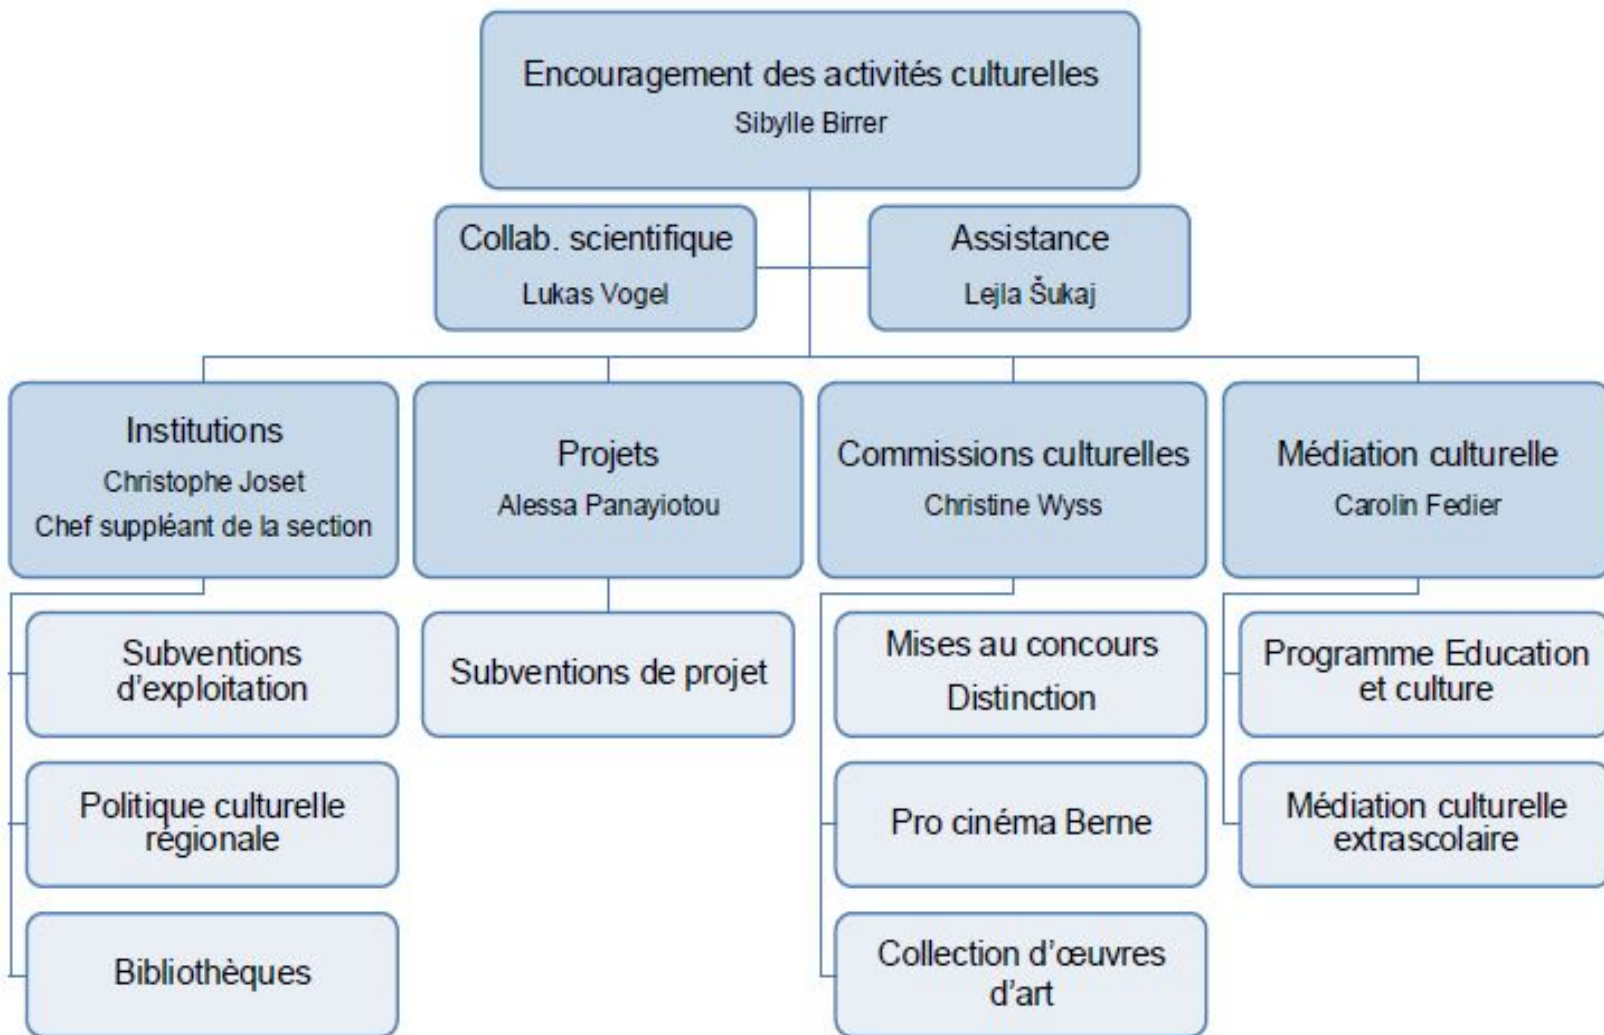 Encouragement des activités culturelles
Sibylle Birrer
Collab. scientifique
Lukas Vogel
Assistance
Lejla Šukaj
Institutions
Christophe Joset
Chef suppléant de la section
Projets
Alessa Panayiotou
Commissions culturelles
Christine Wyss
Médiation culturelle
Carolin Fedier
Subventions
d'exploitation
Politique culturelle
régionale
Bibliothèques
Subventions de projet
Mises au concours
Distinction
Pro cinéma Berne
Collection d'œuvres
d'art
Programme Education
et culture
Médiation culturelle
extrascolaire